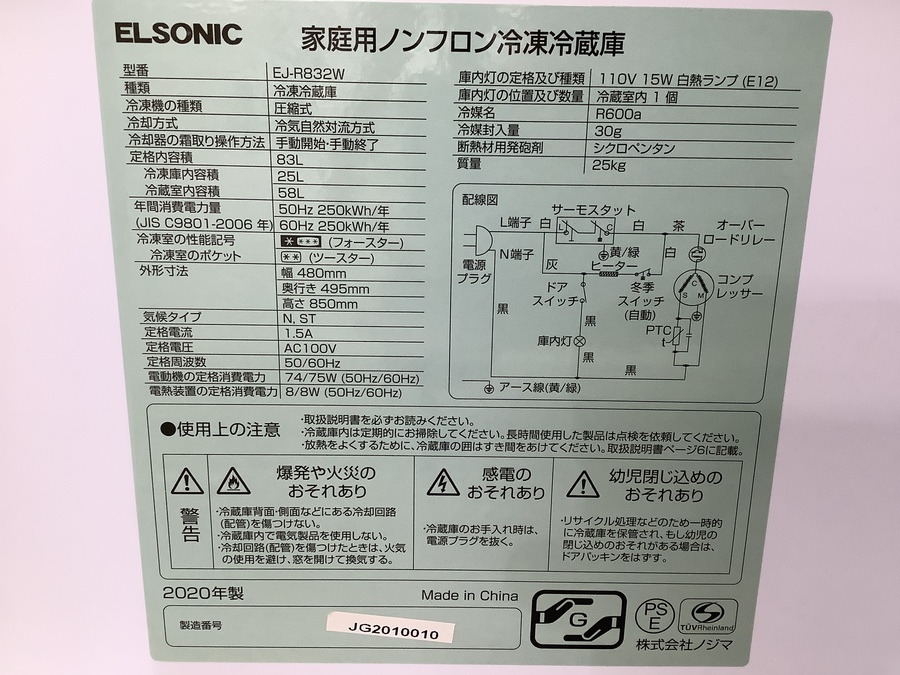 ELSONIC 家庭用ノンフロン冷凍冷蔵庫
型番 EJ-R832W
種類 冷凍冷蔵庫
冷凍機の種類 圧縮式
冷却方式 冷気自然対流方式
冷却器の霜取り操作方法 手動開始・手動終了
定格内容積 83L
冷凍庫内容積 25L
冷蔵室内容積 58L
年間消費電力量 50Hz 250kWh/年
(JIS C9801-2006 年) 60Hz 250kWh/年
冷凍室の性能記号 * *** (フォースター)
冷凍室のポケット ** (ツースター)
外形寸法 幅 480mm
奥行き 495mm
高さ 850mm
気候タイプ N, ST
定格電流 1.5A
定格電圧 AC100V
定格周波数 50/60Hz
電動機の定格消費電力 74/75W (50Hz/60Hz)
電熱装置の定格消費電力 8/8W (50Hz/60Hz)
庫内灯の定格及び種類 110V 15W 白熱ランプ (E12)
庫内灯の位置及び数量 冷蔵室内 1 個
冷媒名 R600a
冷媒封入量 30g
断熱材用発砲剤 シクロペンタン
質量 25kg
配線図
サーモスタット
L端子 白 L C 白 茶 オーバーロードリレー
N端子 黄/緑
電源プラグ
灰 ヒーター 白
ドアスイッチ
冬季スイッチ(自動)
C S M コンプレッサー
黒 黒 PTC
庫内灯
黒 黒
アース線(黄/緑)
●使用上の注意
・取扱説明書を必ずお読みください。
・冷蔵庫内は定期的にお掃除してください。長時間使用した製品は点検を依頼してください。
・放熱をよくするために、冷蔵庫の囲はすき間をあけてください。取扱説明書ページ6に記載。
警告
爆発や火災の
おそれあり
・冷蔵庫背面・側面などにある冷却回路
(配管)を傷つけない。
・冷蔵庫内で電気製品を使用しない。
・冷却回路(配管)を傷つけたときは、火気
の使用を避け、窓を開けて換気する。
感電の
おそれあり
・冷蔵庫のお手入れ時は、
電源プラグを抜く。
幼児閉じ込めの
おそれあり
・リサイクル処理などのため一時的
に冷蔵庫を保管され、もし幼児の
閉じ込めのおそれがある場合は、
ドアパッキンをはずす。
2020年製 Made in China
製造番号 JG2010010
G
PS
E
TÜVRheinland
株式会社ノジマ